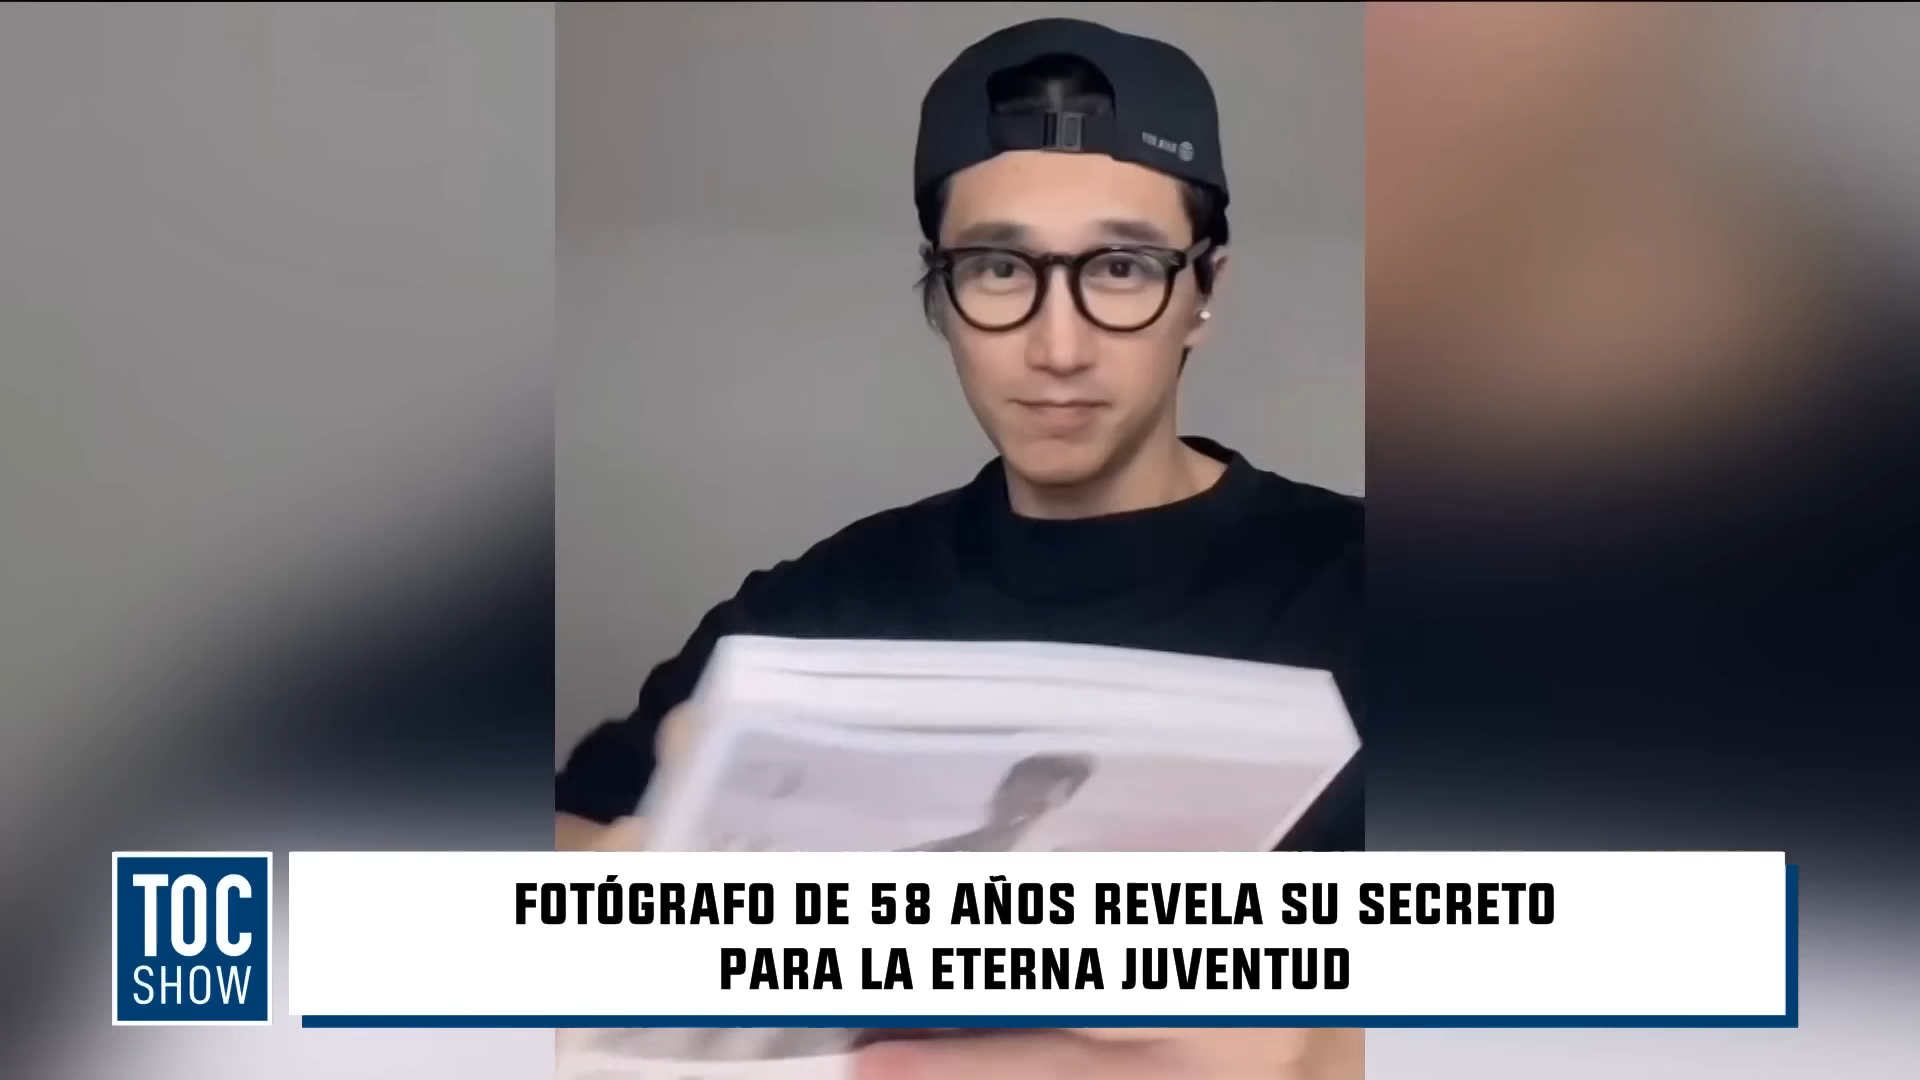 TOC
SHOW
FOTÓGRAFO DE 58 AÑOS REVELA SU SECRETO
PARA LA ETERNA JUVENTUD